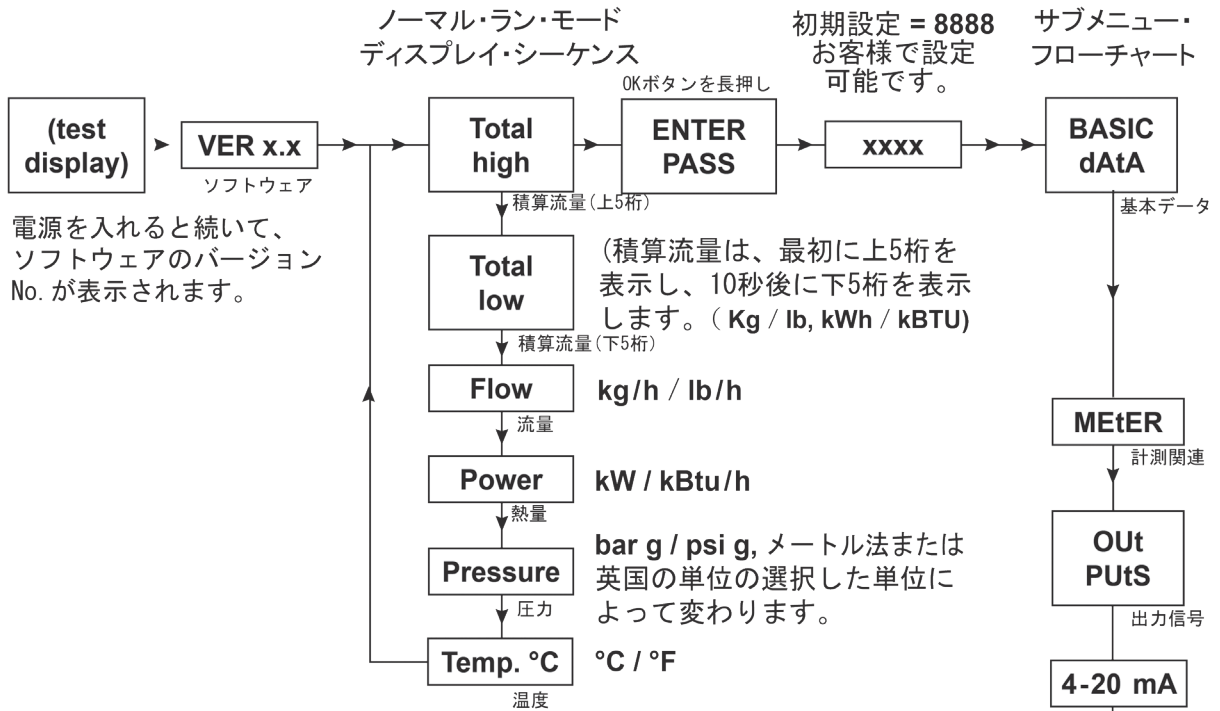 ノーマル・ラン・モード
ディスプレイ・シーケンス
初期設定 = 8888
お客様で設定
可能です。
サブメニュー・
フローチャート
OKボタンを長押し
(test
display)
VER x.x
ソフトウェア
Total
high
ENTER
PASS
xxxx
BASIC
dAtA
積算流量(上5桁)
基本データ
電源を入れると続いて、
ソフトウェアのバージョン
No. が表示されます。
Total
low
(積算流量は、最初に上5桁を
表示し、10秒後に下5桁を表示
します。( Kg / lb, kWh / kBTU)
積算流量(下5桁)
Flow
kg/h / lb/h
流量
MEtER
計測関連
Power
kW / kBtu/h
熱量
Pressure
bar g / psi g, メートル法または
英国の単位の選択した単位に
よって変わります。
圧力
OUt
PUtS
出力信号
Temp. °C
°C / °F
温度
4-20 mA